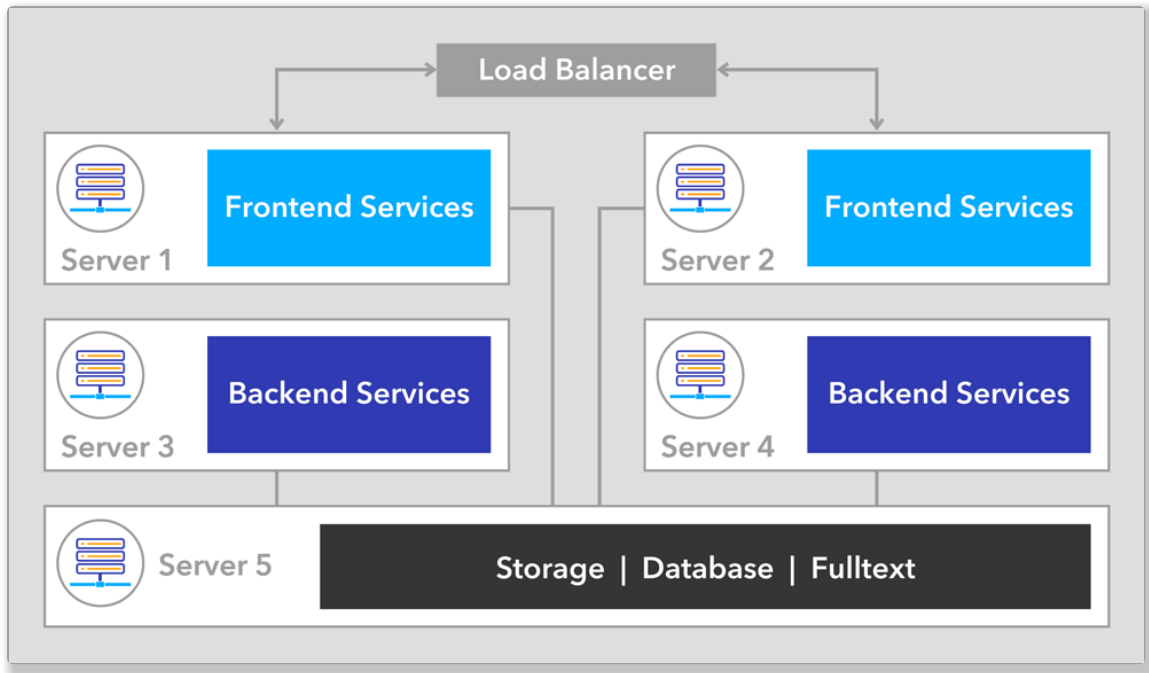 Load Balancer
Frontend Services
Server 1
Frontend Services
Server 2
Backend Services
Server 3
Backend Services
Server 4
Server 5
Storage | Database | Fulltext